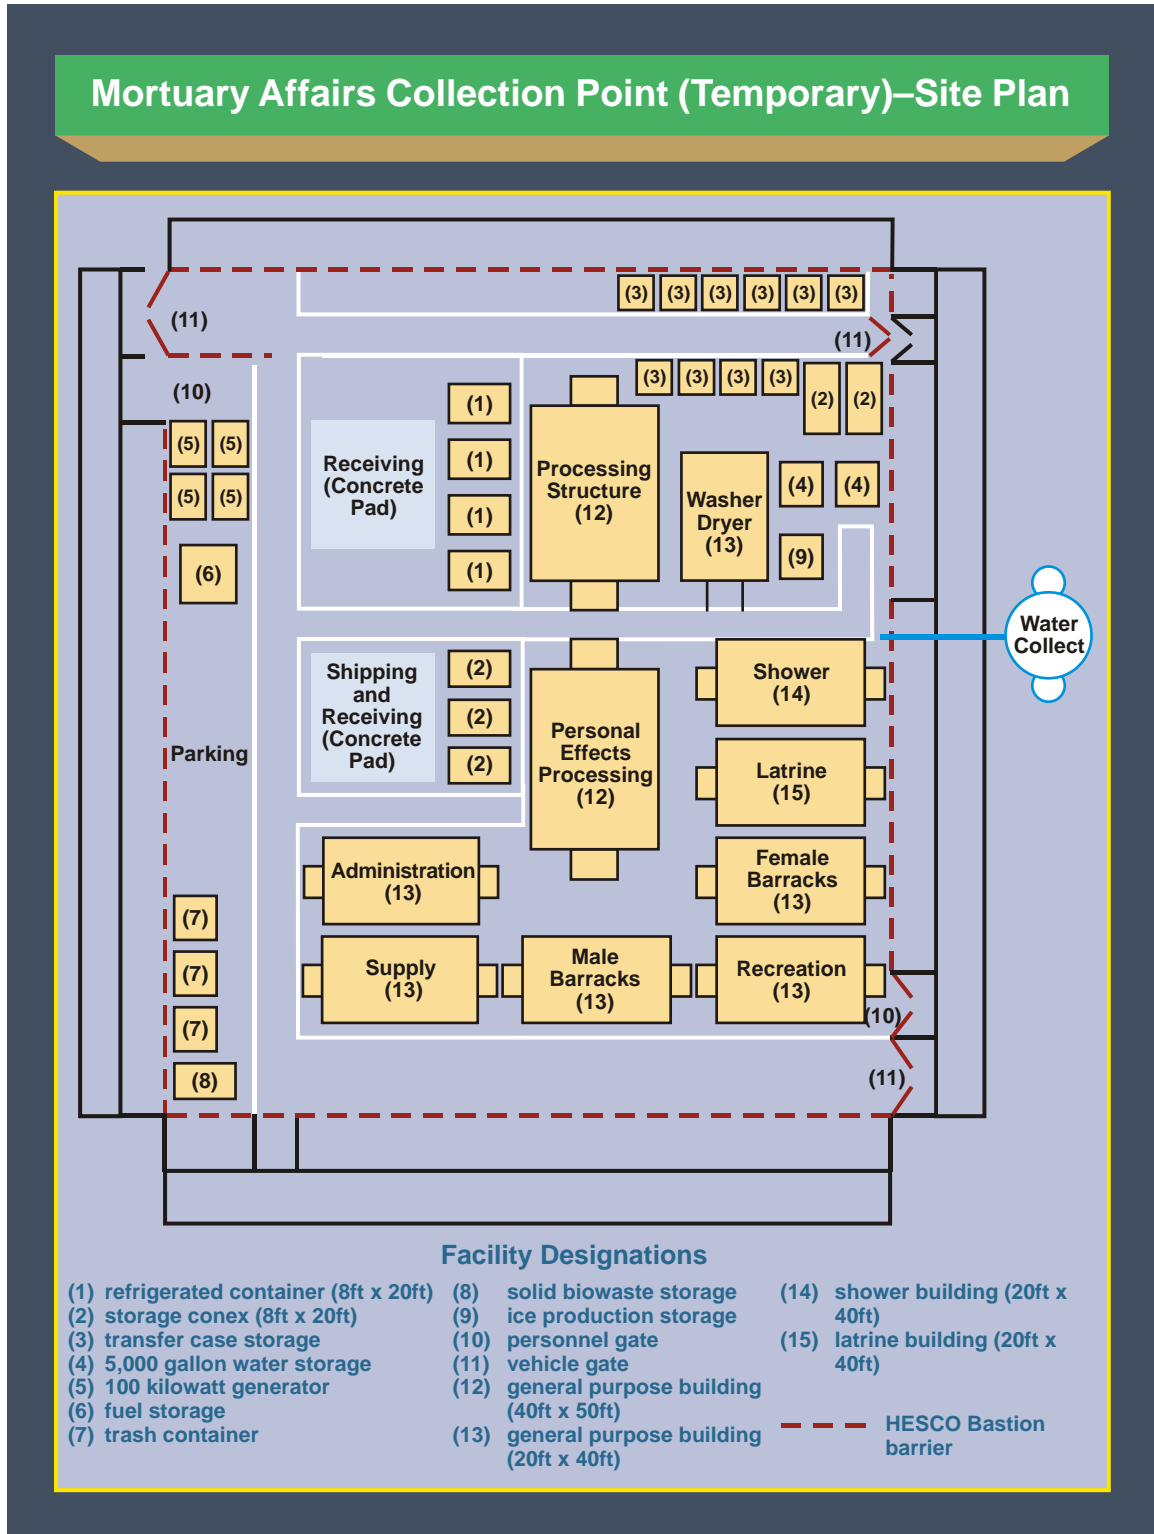 Mortuary Affairs Collection Point (Temporary)–Site Plan
(3) (3) (3) (3) (3) (3)
(11)
(11)
(3) (3) (3) (3)
(10)
(2) (2)
(1)
(5) (5)
(5) (5)
Receiving
(Concrete
Pad)
(1)
(1)
(1)
Processing
Structure
(12)
Washer
Dryer
(13)
(4) (4)
(9)
(6)
Water
Collect
Shipping
and
Receiving
(Concrete
Pad)
(2)
(2)
(2)
Shower
(14)
Personal
Effects
Processing
(12)
Parking
Latrine
(15)
Administration
(13)
Female
Barracks
(13)
(7)
(7)
(7)
(8)
Supply
(13)
Male
Barracks
(13)
Recreation
(13)
(10)
(11)
Facility Designations
(1) refrigerated container (8ft x 20ft)
(2) storage conex (8ft x 20ft)
(3) transfer case storage
(4) 5,000 gallon water storage
(5) 100 kilowatt generator
(6) fuel storage
(7) trash container
(8) solid biowaste storage
(9) ice production storage
(10) personnel gate
(11) vehicle gate
(12) general purpose building
(40ft x 50ft)
(13) general purpose building
(20ft x 40ft)
(14) shower building (20ft x
40ft)
(15) latrine building (20ft x
40ft)
HESCO Bastion
barrier